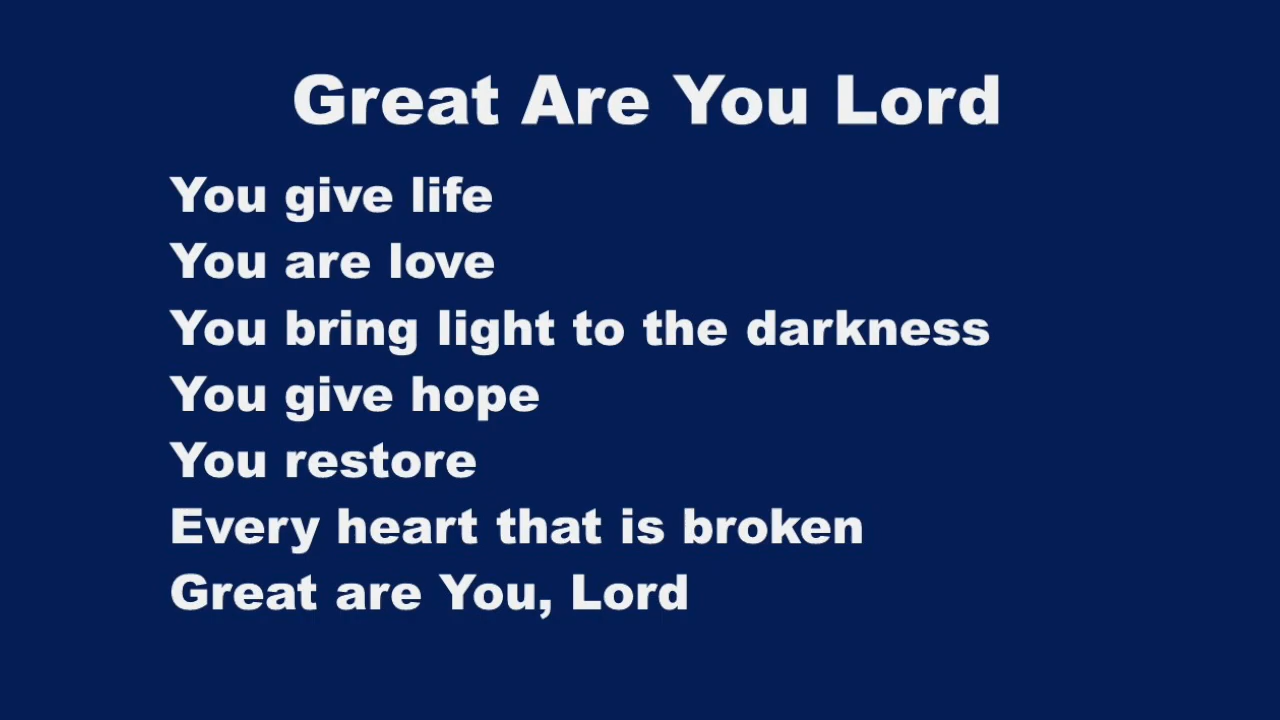 Great Are You Lord
You give life
You are love
You bring light to the darkness
You give hope
You restore
Every heart that is broken
Great are You, Lord